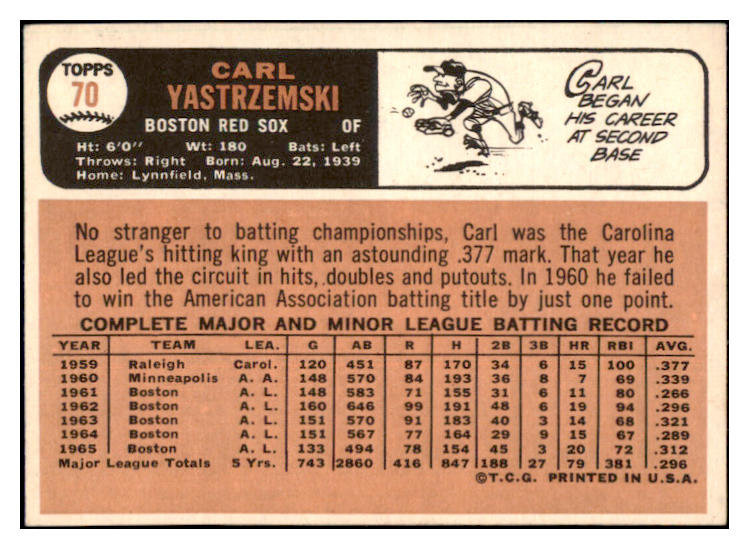 TOPPS
70
CARL
YASTRZEMSKI
BOSTON RED SOX OF
Ht: 6'0" Wt: 180 Bats: Left
Throws: Right Born: Aug. 22, 1939
Home: Lynnfield, Mass.
CARL
BEGAN
HIS CAREER
AT SECOND
BASE
No stranger to batting championships, Carl was the Carolina
League's hitting king with an astounding .377 mark. That year he
also led the circuit in hits, doubles and putouts. In 1960 he failed
to win the American Association batting title by just one point.
COMPLETE MAJOR AND MINOR LEAGUE BATTING RECORD
YEAR TEAM LEA. G AB R H 2B 3B HR RBI AVG.
1959 Raleigh Carol. 120 451 87 170 34 6 15 100 .377
1960 Minneapolis A. A. 148 570 84 193 36 8 7 69 .339
1961 Boston A. L. 148 583 71 155 31 6 11 80 .266
1962 Boston A. L. 160 646 99 191 48 6 19 94 .296
1963 Boston A. L. 151 570 91 183 40 3 14 68 .321
1964 Boston A. L. 151 567 77 164 29 9 15 67 .289
1965 Boston A. L. 133 494 78 154 45 3 20 72 .312
Major League Totals 5 Yrs. 743 2860 416 847 188 27 79 381 .296
©T.C.G. PRINTED IN U.S.A.